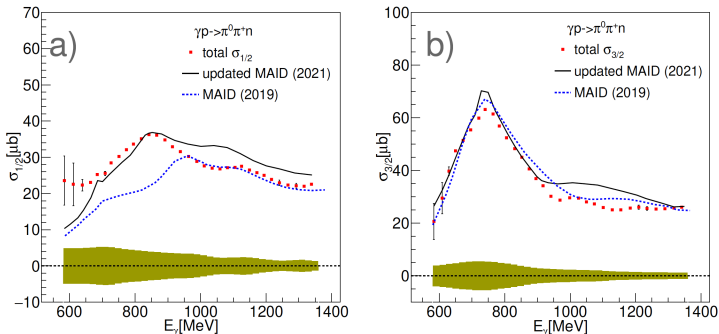 a)
γp->π⁰π⁺n
total σ1/2
updated MAID (2021)
MAID (2019)
σ1/2[μb]
70
60
50
40
30
20
10
0
−10
600 800 1000 1200 1400
Eγ[MeV]
b)
γp->π⁰π⁺n
total σ3/2
updated MAID (2021)
MAID (2019)
σ3/2[μb]
100
80
60
40
20
0
600 800 1000 1200 1400
Eγ[MeV]